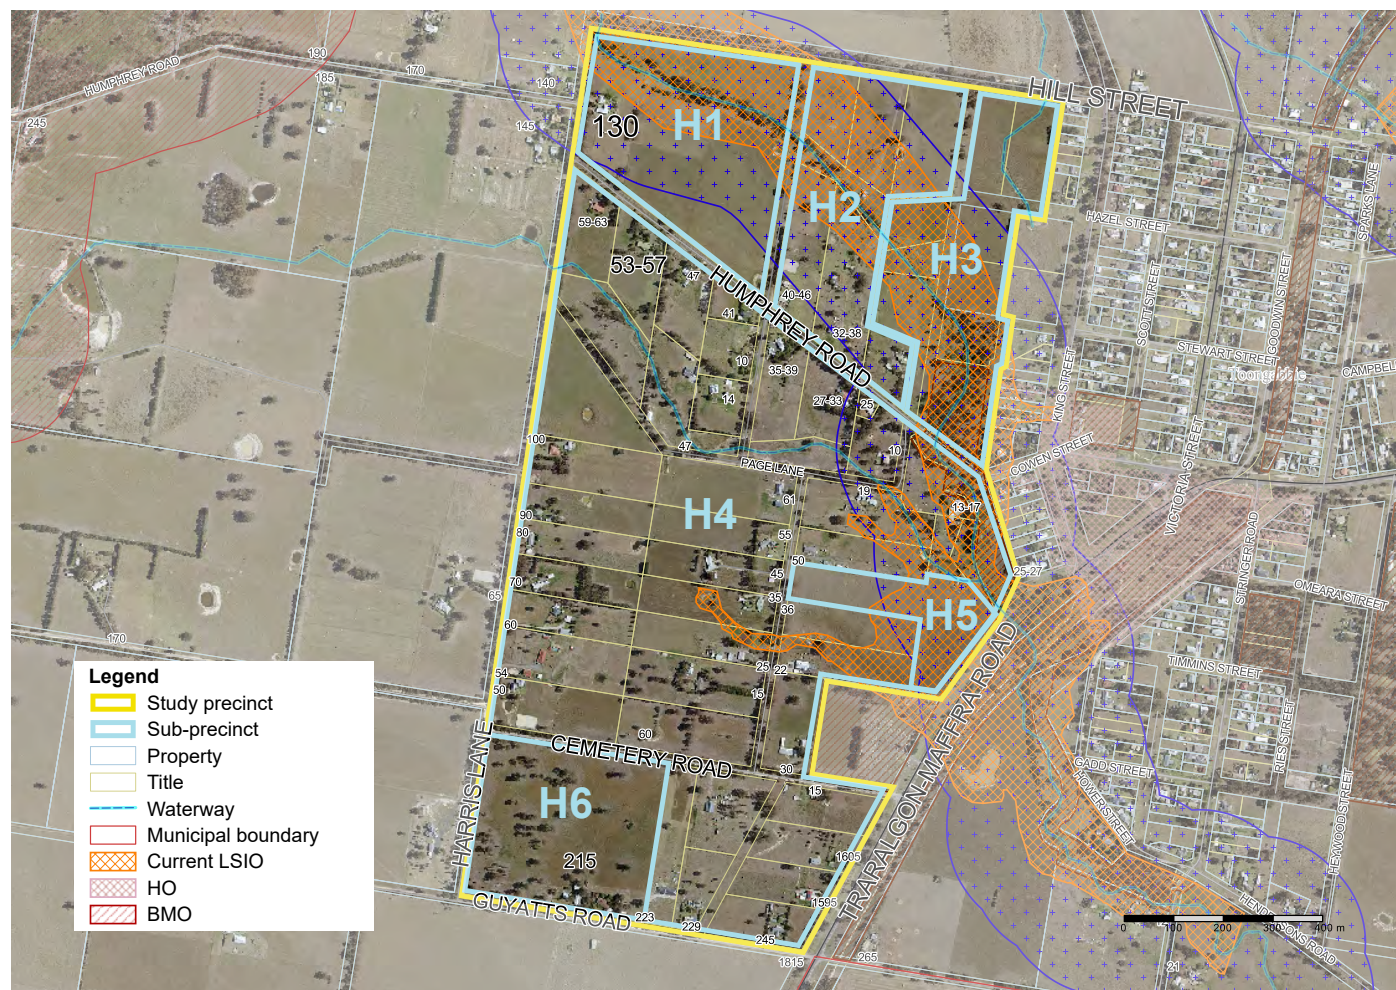 HUMPHREY ROAD
190
185
170
140
145
245
HILL STREET
130
H1
H2
H3
HAZEL STREET
SPARKS LANE
59-63
53-57
47
HUMPHREY ROAD
40-46
41
32-38
10
35-39
14
27-33
25
SCOTT STREET
GOODWIN STREET
STEWART STREET
Toongabbie
CAMPBEL
KING STREET
100
47
PAGE LANE
10
COWEN STREET
VICTORIA STREET
H4
61
19
13-17
90
80
55
50
45
25-27
STRINGER ROAD
OMEARA STREET
70
65
35
36
H5
60
170
25
22
TIMMINS STREET
54
50
15
RIES STREET
60
CEMETERY ROAD
30
15
GADD STREET
HOWER STREET
HEYWOOD STREET
HARRIS LANE
H6
215
1605
TRARALGON-MAFFRA ROAD
GUYATTS ROAD
223
229
1595
245
1815
265
21
HENDERSONS ROAD
0
100
200
300
400 m
Legend
Study precinct
Sub-precinct
Property
Title
Waterway
Municipal boundary
Current LSIO
HO
BMO